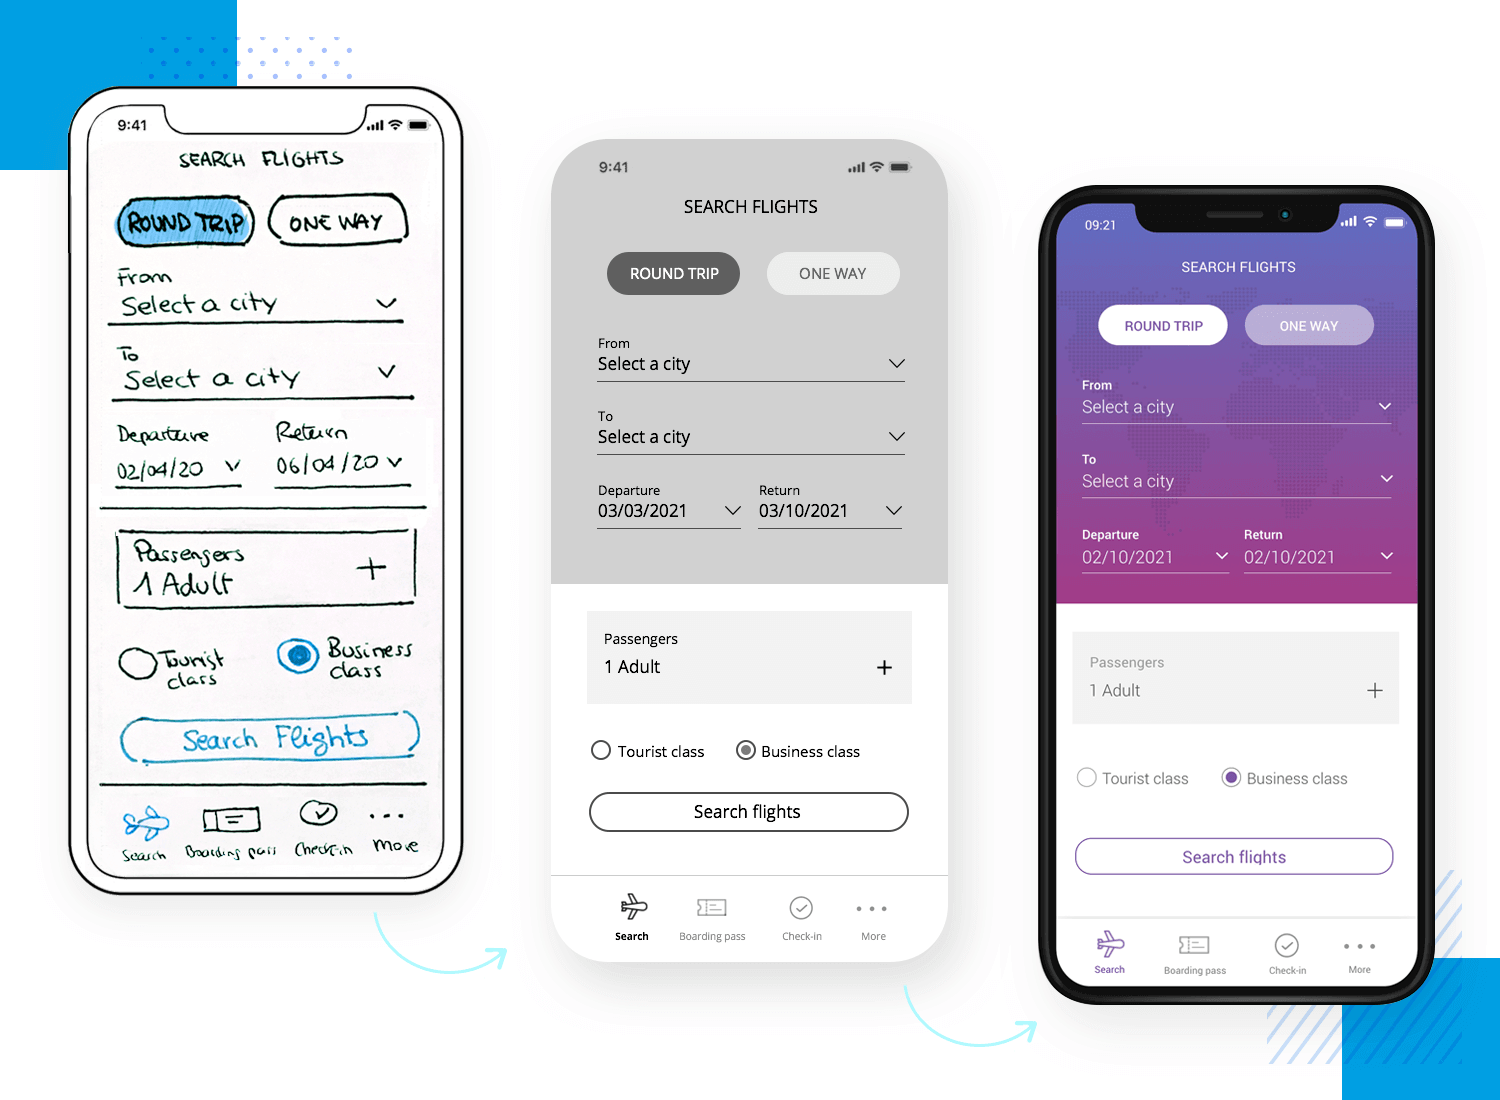 9:41
SEARCH FLIGHTS
ROUND TRIP
ONE WAY
From
Select a city
To
Select a city
Departure
Return
02/04/20
06/04/20
Passengers
1 Adult
Tourist class
Business class
Search Flights
Search
Boarding pass
Check-in
More
9:41
SEARCH FLIGHTS
ROUND TRIP
ONE WAY
From
Select a city
To
Select a city
Departure
Return
03/03/2021
03/10/2021
Passengers
1 Adult
Tourist class
Business class
Search flights
Search
Boarding pass
Check-in
More
09:21
SEARCH FLIGHTS
ROUND TRIP
ONE WAY
From
Select a city
To
Select a city
Departure
Return
02/10/2021
02/10/2021
Passengers
1 Adult
Tourist class
Business class
Search flights
Search
Boarding pass
Check-in
More